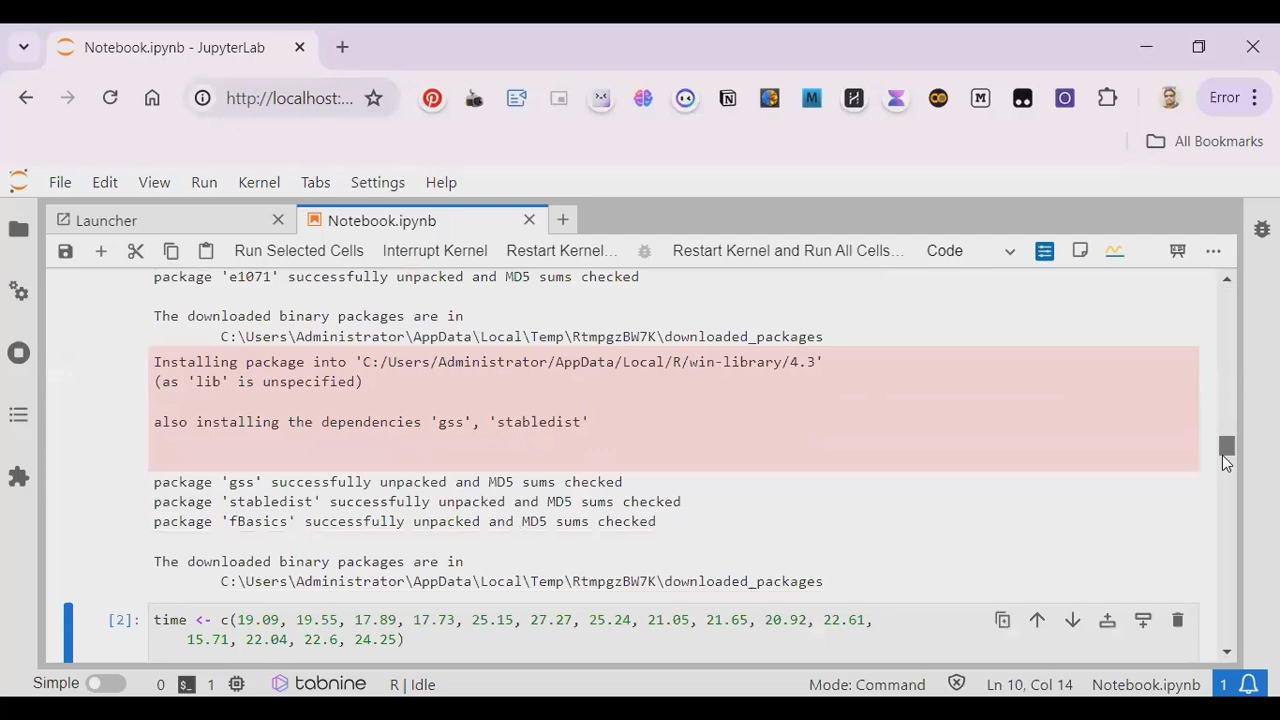 Notebook.ipynb - JupyterLab
http://localhost:...
Error
All Bookmarks
File Edit View Run Kernel Tabs Settings Help
Launcher
Notebook.ipynb
Run Selected Cells Interrupt Kernel Restart Kernel... Restart Kernel and Run All Cells... Code
package 'e1071' successfully unpacked and MD5 sums checked
The downloaded binary packages are in
C:\Users\Administrator\AppData\Local\Temp\RtmpgzBW7K\downloaded_packages
Installing package into 'C:/Users/Administrator/AppData/Local/R/win-library/4.3'
(as 'lib' is unspecified)
also installing the dependencies 'gss', 'stabledist'
package 'gss' successfully unpacked and MD5 sums checked
package 'stabledist' successfully unpacked and MD5 sums checked
package 'fBasics' successfully unpacked and MD5 sums checked
The downloaded binary packages are in
C:\Users\Administrator\AppData\Local\Temp\RtmpgzBW7K\downloaded_packages
[2]: time <- c(19.09, 19.55, 17.89, 17.73, 25.15, 27.27, 25.24, 21.05, 21.65, 20.92, 22.61,
15.71, 22.04, 22.6, 24.25)
Simple 0 1 tabnine R | Idle Mode: Command Ln 10, Col 14 Notebook.ipynb 1